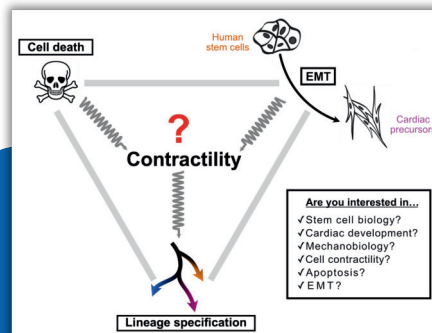 Cell death
Human
stem cells
EMT
Cardiac
precursors
?
Contractility
Are you interested in...
✓Stem cell biology?
✓Cardiac development?
✓Mechanobiology?
✓Cell contractility?
✓Apoptosis?
✓EMT?
Lineage specification